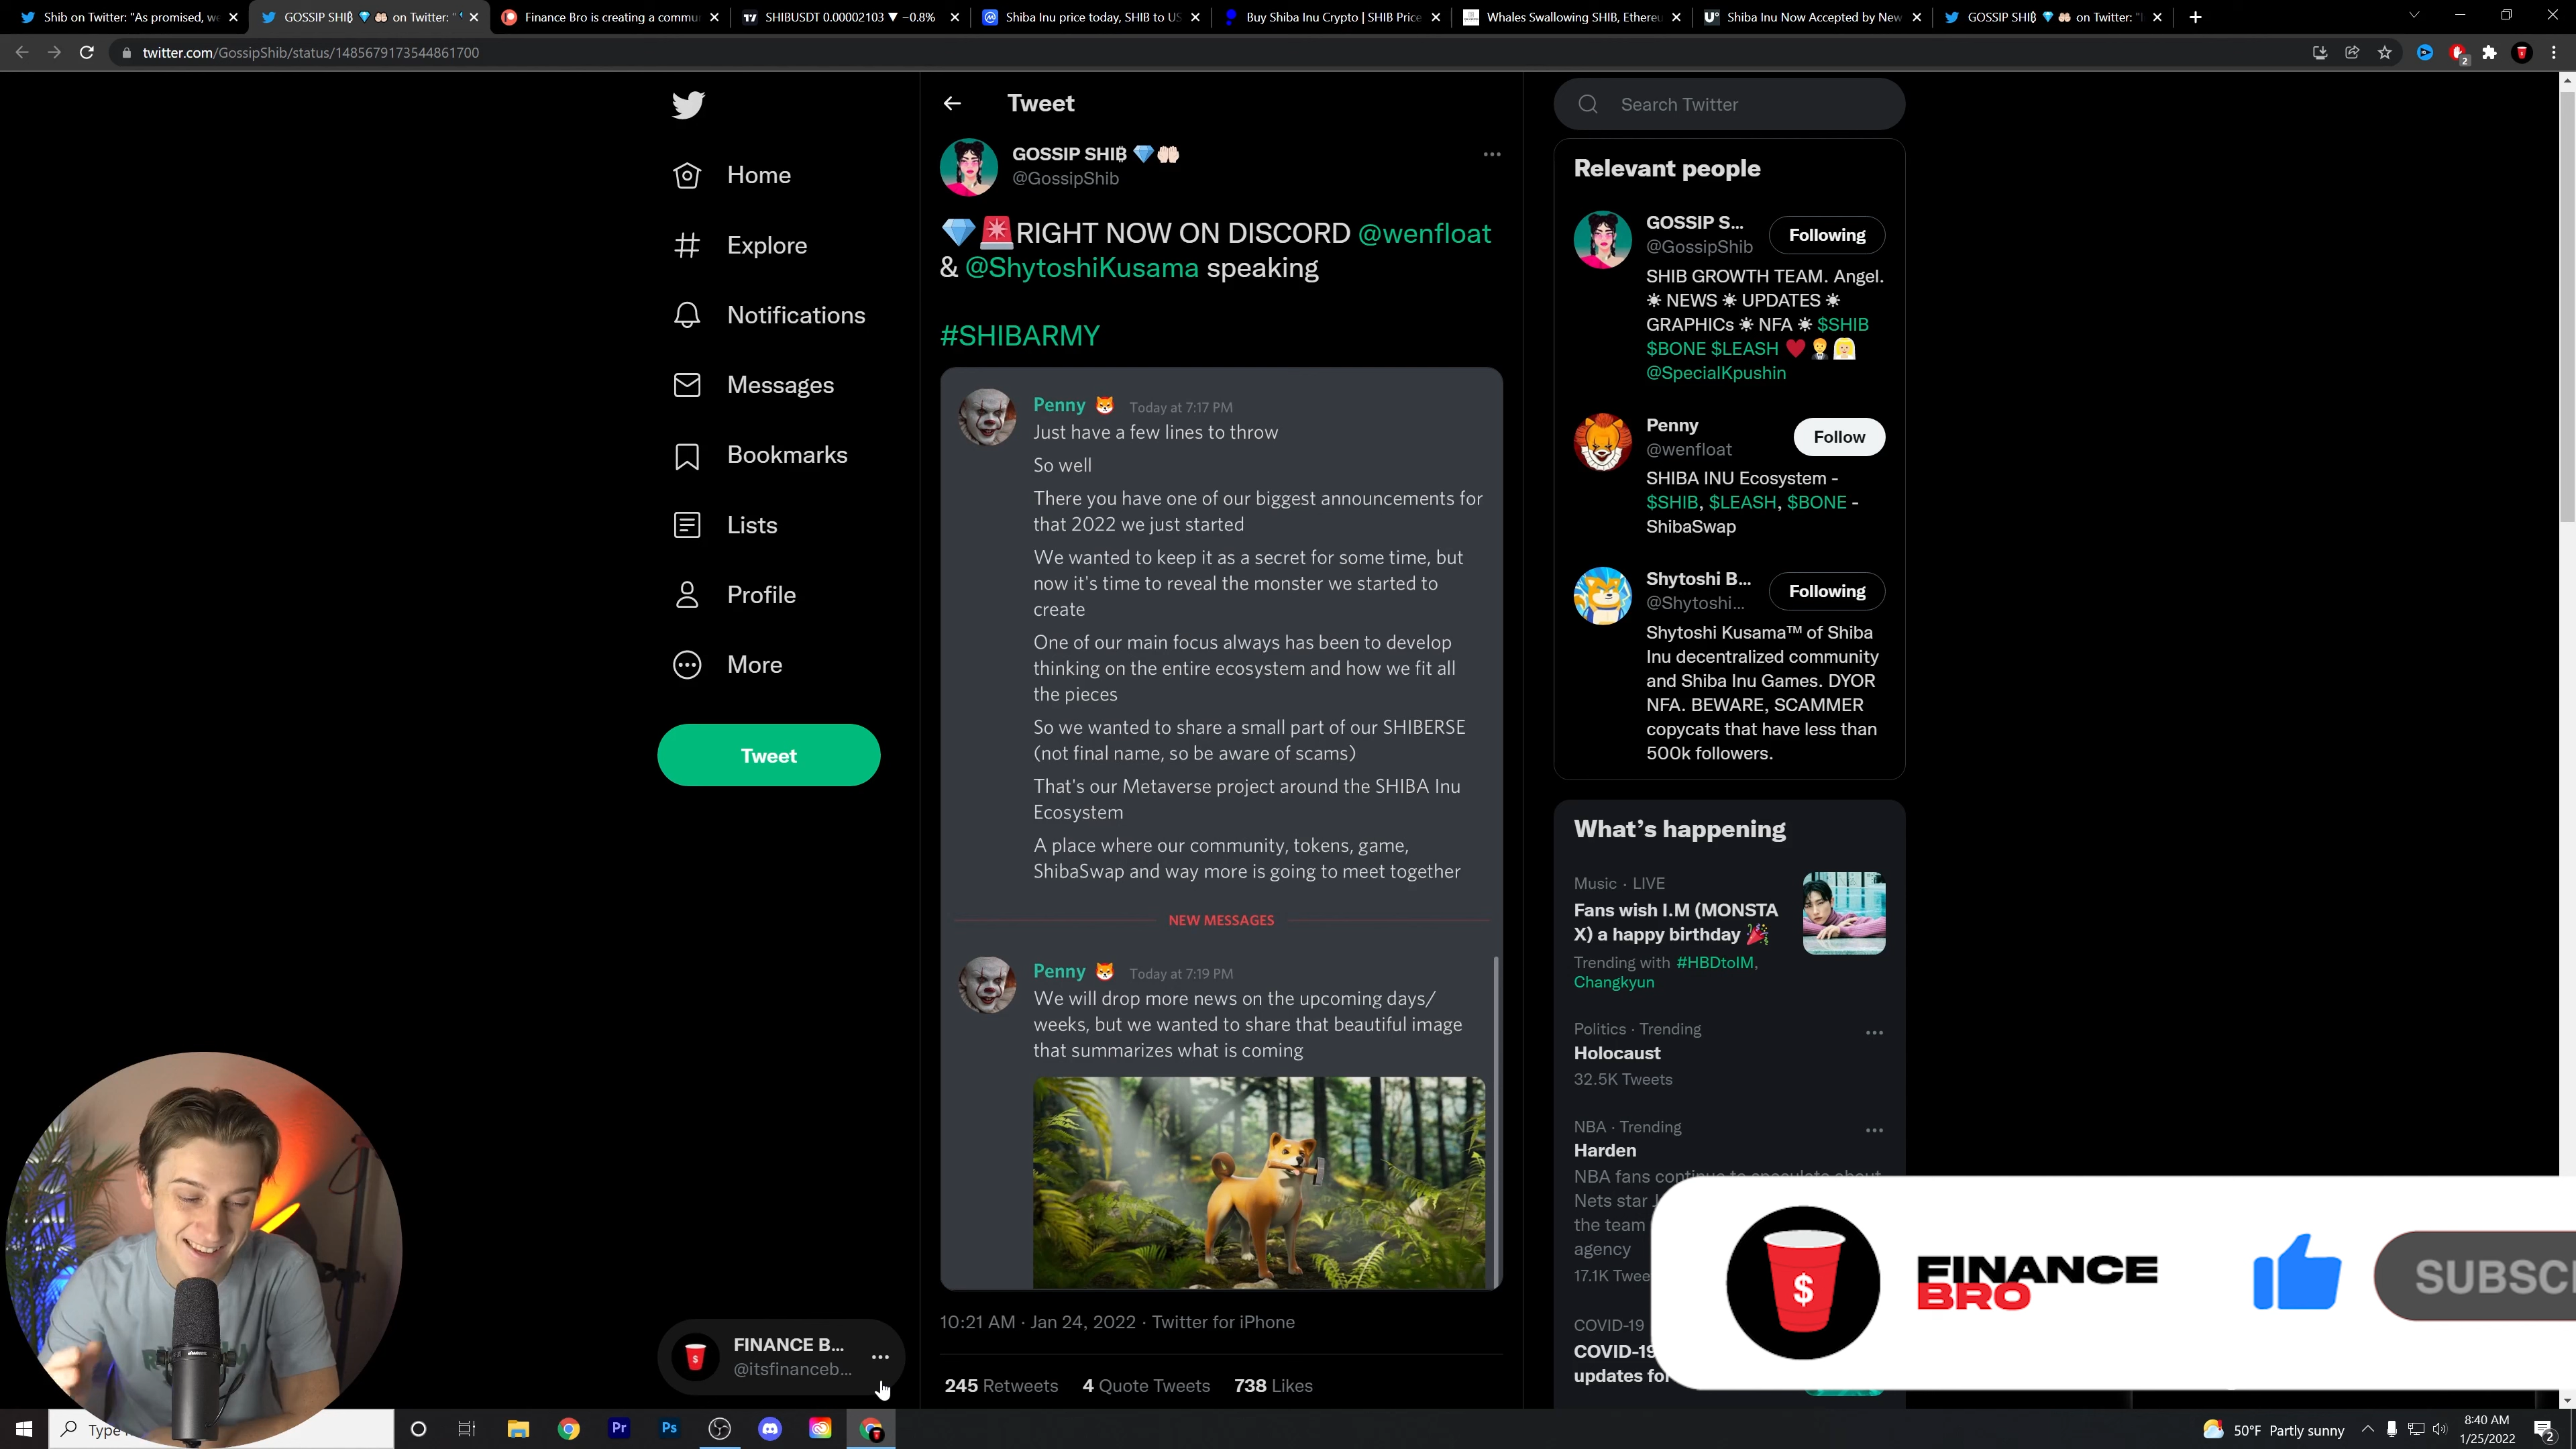 Shib on Twitter: "As promised, we
GOSSIP SHI₿ 💎 🙌🏻 on Twitter: "
Finance Bro is creating a commu
SHIBUSDT 0.00002103 ▼ −0.8%
Shiba Inu price today, SHIB to US
Buy Shiba Inu Crypto | SHIB Price
Whales Swallowing SHIB, Ethereu
Shiba Inu Now Accepted by New
GOSSIP SHI₿ 💎 🙌🏻 on Twitter: "
twitter.com/GossipShib/status/1485679173544861700
2
Home
Explore
Notifications
Messages
Bookmarks
Lists
Profile
More
Tweet
FINANCE B...
@itsfinanceb...
Tweet
GOSSIP SHI₿ 💎🙌🏻
@GossipShib
💎🚨RIGHT NOW ON DISCORD @wenfloat
& @ShytoshiKusama speaking
#SHIBARMY
Penny Today at 7:17 PM
Just have a few lines to throw
So well
There you have one of our biggest announcements for
that 2022 we just started
We wanted to keep it as a secret for some time, but
now it's time to reveal the monster we started to
create
One of our main focus always has been to develop
thinking on the entire ecosystem and how we fit all
the pieces
So we wanted to share a small part of our SHIBERSE
(not final name, so be aware of scams)
That's our Metaverse project around the SHIBA Inu
Ecosystem
A place where our community, tokens, game,
ShibaSwap and way more is going to meet together
NEW MESSAGES
Penny Today at 7:19 PM
We will drop more news on the upcoming days/
weeks, but we wanted to share that beautiful image
that summarizes what is coming
10:21 AM · Jan 24, 2022 · Twitter for iPhone
245 Retweets 4 Quote Tweets 738 Likes
Search Twitter
Relevant people
GOSSIP S...
@GossipShib
Following
SHIB GROWTH TEAM. Angel.
☀ NEWS ☀ UPDATES ☀
GRAPHICs ☀ NFA ☀ $SHIB
$BONE $LEASH ♥️🤵👰
@SpecialKpushin
Penny
@wenfloat
Follow
SHIBA INU Ecosystem -
$SHIB, $LEASH, $BONE -
ShibaSwap
Shytoshi B...
@Shytoshi...
Following
Shytoshi Kusama™ of Shiba
Inu decentralized community
and Shiba Inu Games. DYOR
NFA. BEWARE, SCAMMER
copycats that have less than
500k followers.
What's happening
Music · LIVE
Fans wish I.M (MONSTA
X) a happy birthday 🎉
Trending with #HBDtoIM,
Changkyun
Politics · Trending
Holocaust
32.5K Tweets
NBA · Trending
Harden
NBA fans continue to speculate about
Nets star
the team
agency
17.1K Twee
COVID-19
COVID-19
updates for
FINANCE
BRO
$
SUBSC
Type
Pr
Ps
50°F Partly sunny
8:40 AM
1/25/2022
2